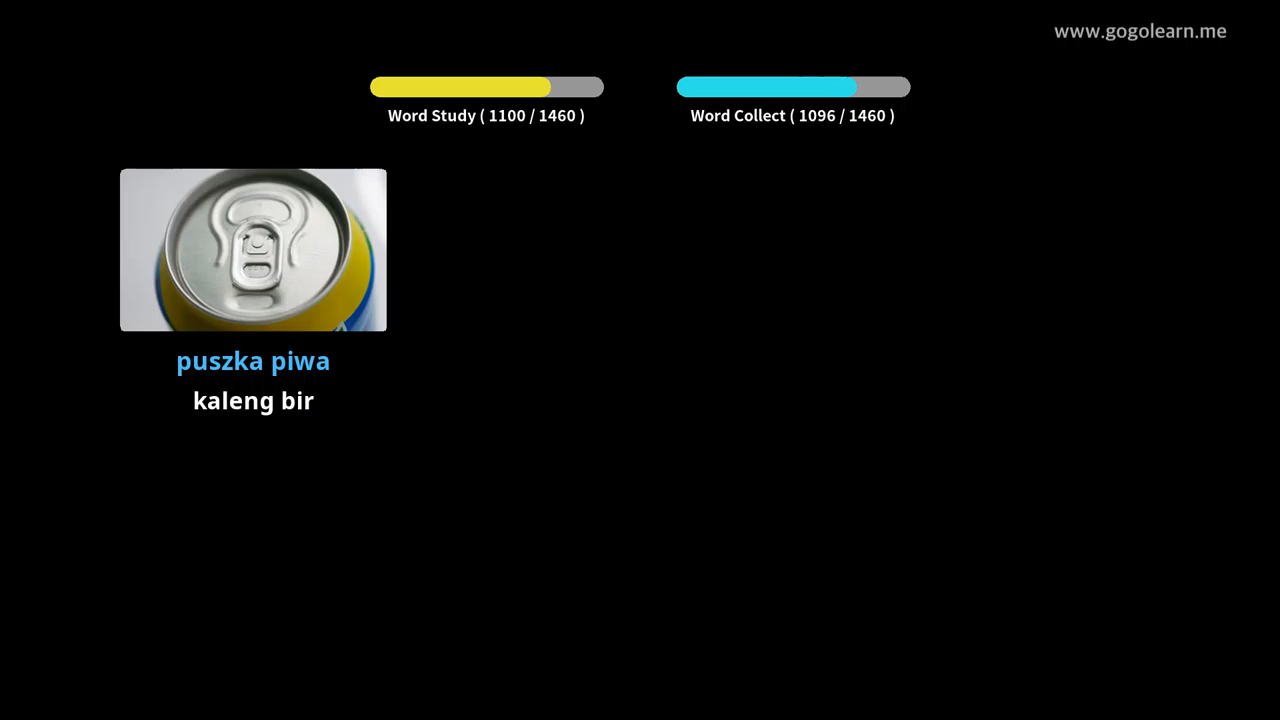 www.gogolearn.me
Word Study ( 1100 / 1460 )
Word Collect ( 1096 / 1460 )
puszka piwa
kaleng bir